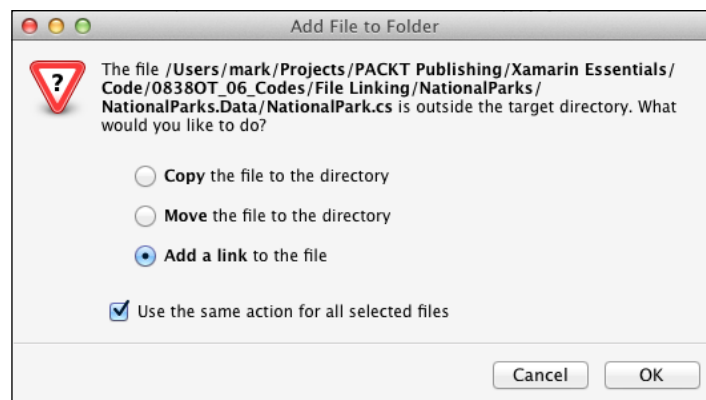 Add File to Folder
?
The file /Users/mark/Projects/PACKT Publishing/Xamarin Essentials/
Code/0838OT_06_Codes/File Linking/NationalParks/
NationalParks.Data/NationalPark.cs is outside the target directory. What
would you like to do?
Copy the file to the directory
Move the file to the directory
Add a link to the file
Use the same action for all selected files
Cancel OK